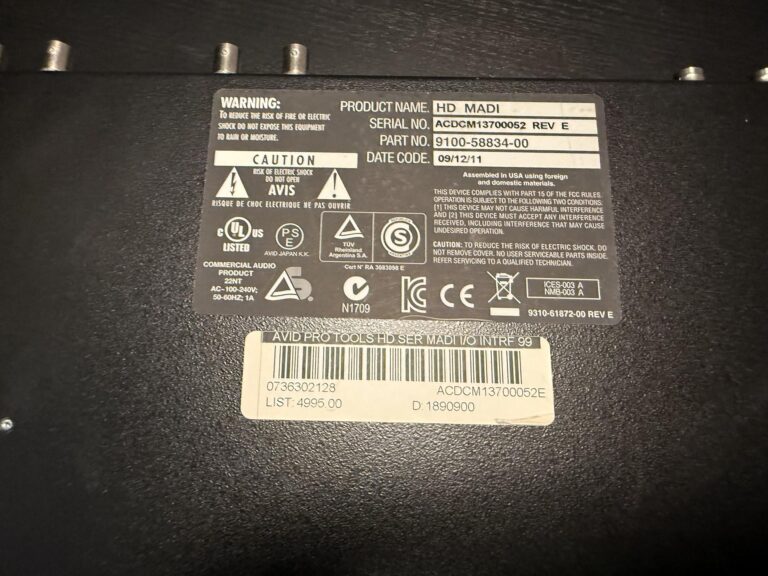 WARNING:
TO REDUCE THE RISK OF FIRE OR ELECTRIC
SHOCK DO NOT EXPOSE THIS EQUIPMENT
TO RAIN OR MOISTURE.
CAUTION
RISK OF ELECTRIC SHOCK
DO NOT OPEN
AVIS
RISQUE DE CHOC ELECTRIQUE NE PAS OUVRIR
PRODUCT NAME. HD MADI
SERIAL NO. ACDCM13700052 REV E
PART NO. 9100-58834-00
DATE CODE. 09/12/11
Assembled in USA using foreign
and domestic materials.
THIS DEVICE COMPLIES WITH PART 15 OF THE FCC RULES.
OPERATION IS SUBJECT TO THE FOLLOWING TWO CONDITIONS:
[1] THIS DEVICE MAY NOT CAUSE HARMFUL INTERFERENCE
AND [2] THIS DEVICE MUST ACCEPT ANY INTERFERENCE
RECEIVED, INCLUDING INTERFERENCE THAT MAY CAUSE
UNDESIRED OPERATION.
CAUTION: TO REDUCE THE RISK OF ELECTRIC SHOCK, DO
NOT REMOVE COVER. NO USER SERVICEABLE PARTS INSIDE.
REFER SERVICING TO A QUALIFIED TECHNICIAN.
c UL US
LISTED
PS
E
AVID JAPAN K.K.
TÜV
Rheinland
Argentina S.A.
S
COMMERCIAL AUDIO
PRODUCT
22NT
AC~100-240V;
50-60HZ; 1A
N1709
CE
ICES-003 A
NMB-003 A
9310-61872-00 REV E
AVID PRO TOOLS HD SER MADI I/O INTRF 99
0736302128
ACDCM13700052E
LIST: 4995.00
D: 1890900